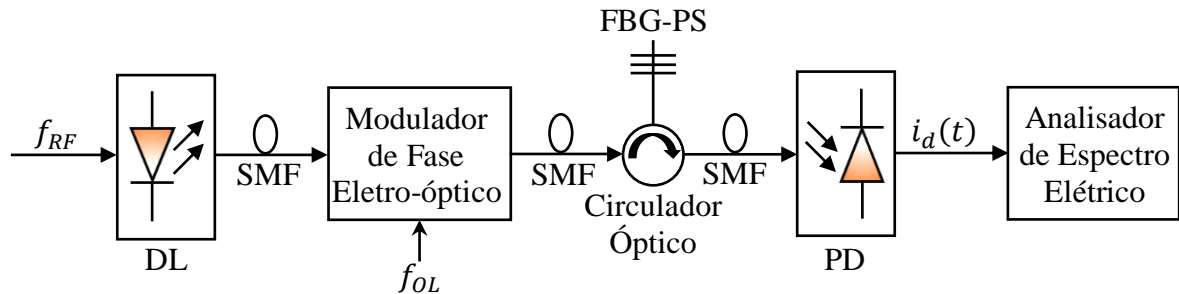 FBG-PS
f_RF
DL
SMF
Modulador
de Fase
Eletro-óptico
f_OL
SMF
Circulador
Óptico
SMF
PD
i_d(t)
Analisador
de Espectro
Elétrico